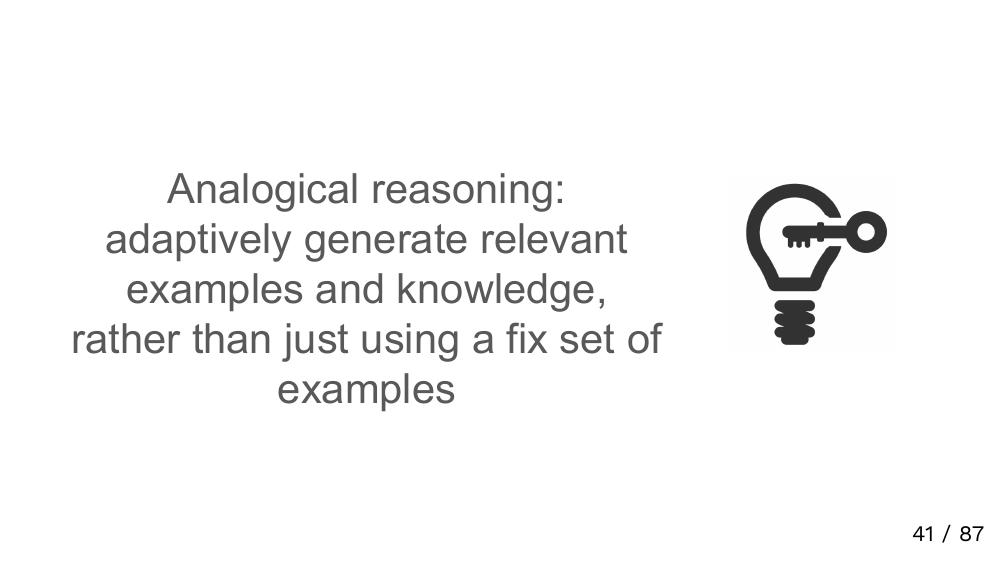 Analogical reasoning:
adaptively generate relevant
examples and knowledge,
rather than just using a fix set of
examples
41 / 87